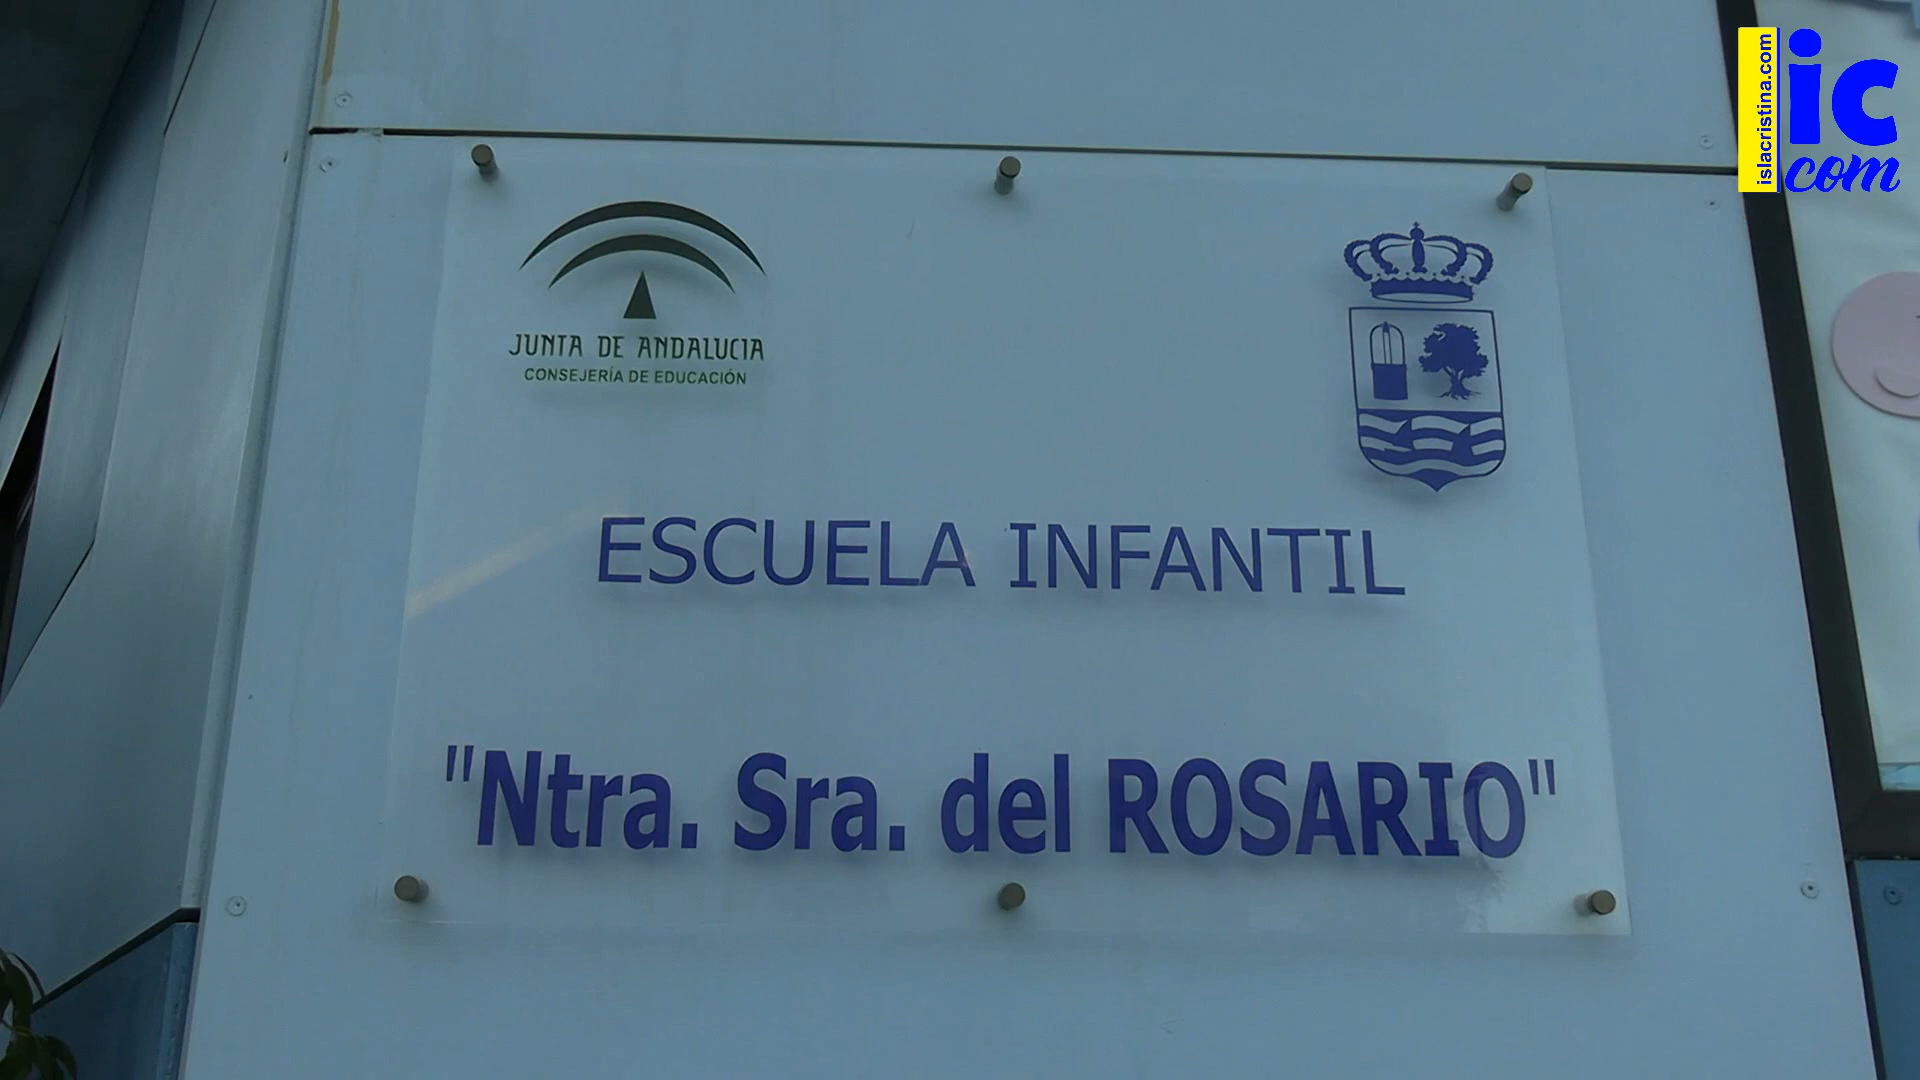 islacristina.com
ic
com
JUNTA DE ANDALUCIA
CONSEJERÍA DE EDUCACIÓN
ESCUELA INFANTIL
"Ntra. Sra. del ROSARIO"